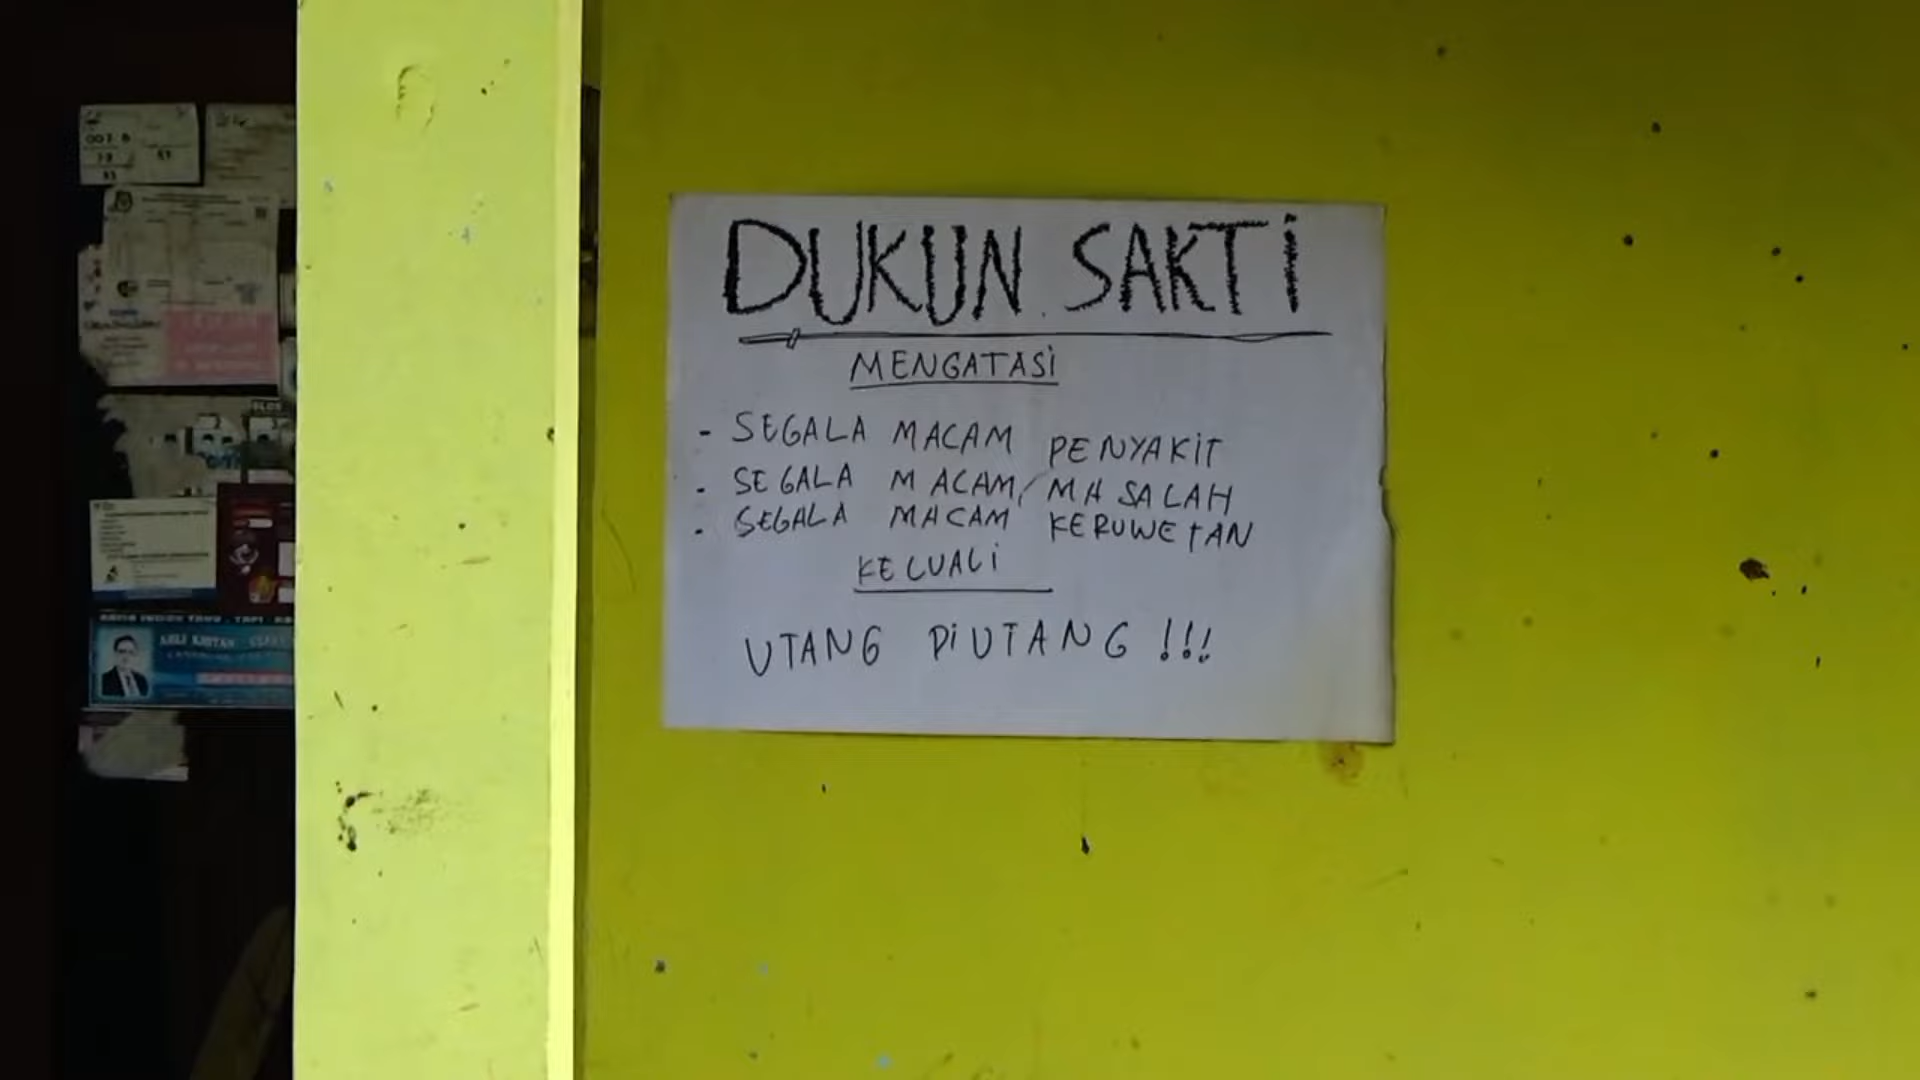 DUKUN SAKTi
MENGATASi
- SEGALA MACAM PENYAKiT
- SEGALA MACAM MASALAH
- SEGALA MACAM KERUWETAN
KECUALi
UTANG PiUTANG !!!